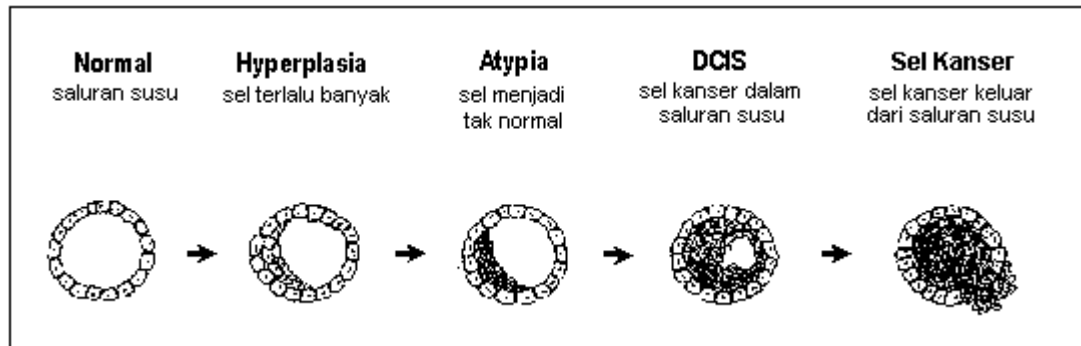 Normal
saluran susu
Hyperplasia
sel terlalu banyak
Atypia
sel menjadi
tak normal
DCIS
sel kanser dalam
saluran susu
Sel Kanser
sel kanser keluar
dari saluran susu